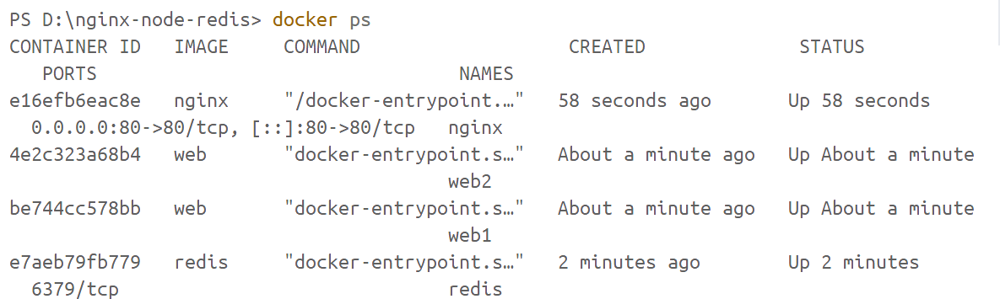 PS D:\nginx-node-redis> docker ps
CONTAINER ID   IMAGE     COMMAND                   CREATED              STATUS
   PORTS                                 NAMES
e16efb6eac8e   nginx     "/docker-entrypoint.…"   58 seconds ago       Up 58 seconds
  0.0.0.0:80->80/tcp, [::]:80->80/tcp   nginx
4e2c323a68b4   web       "docker-entrypoint.s…"   About a minute ago   Up About a minute
                                        web2
be744cc578bb   web       "docker-entrypoint.s…"   About a minute ago   Up About a minute
                                        web1
e7aeb79fb779   redis     "docker-entrypoint.s…"   2 minutes ago        Up 2 minutes
  6379/tcp                              redis